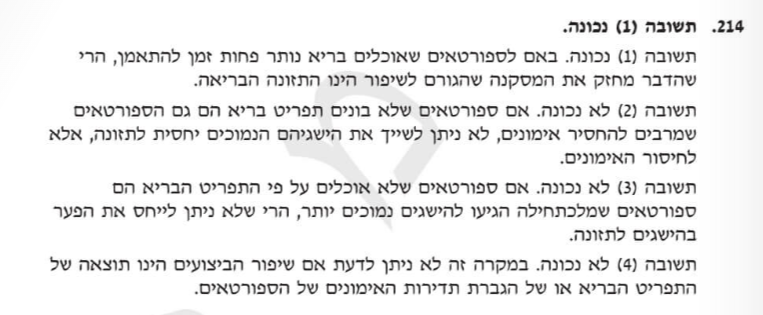 214. תשובה (1) נכונה.
תשובה (1) נכונה. באם לספורטאים שאוכלים בריא נותר פחות זמן להתאמן, הרי
שהדבר מחזק את המסקנה שהגורם לשיפור הינו התזונה הבריאה.
תשובה (2) לא נכונה. אם ספורטאים שלא בונים תפריט בריא הם גם הספורטאים
שמרבים להחסיר אימונים, לא ניתן לשייך את הישגיהם הנמוכים יחסית לתזונה, אלא
לחיסור האימונים.
תשובה (3) לא נכונה. אם ספורטאים שלא אוכלים על פי התפריט הבריא הם
ספורטאים שמלכתחילה הגיעו להישגים נמוכים יותר, הרי שלא ניתן לייחס את הפער
בהישגים לתזונה.
תשובה (4) לא נכונה. במקרה זה לא ניתן לדעת אם שיפור הביצועים הינו תוצאה של
התפריט הבריא או של הגברת תדירות האימונים של הספורטאים.